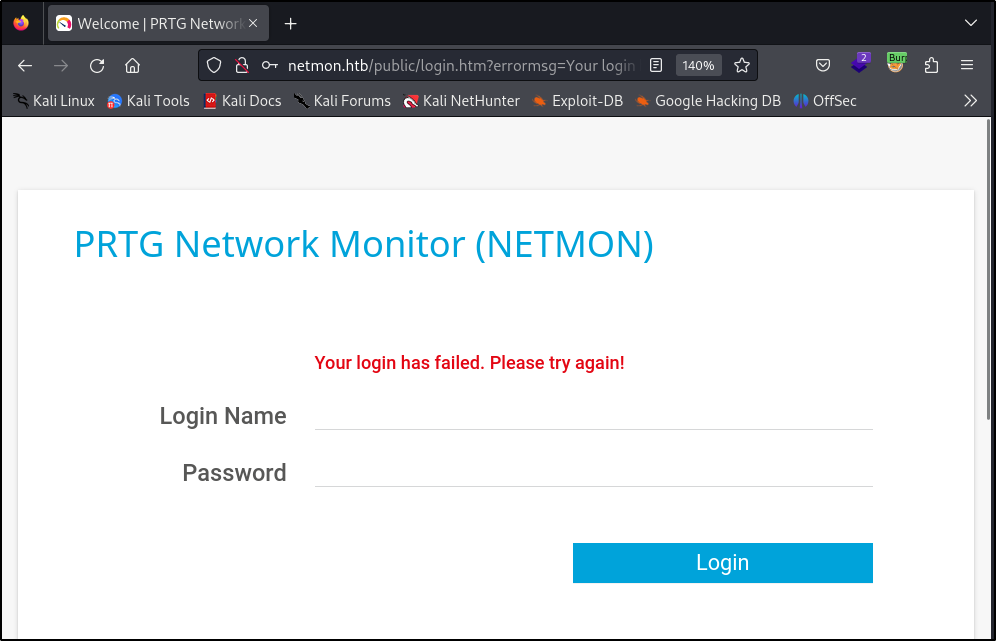 Welcome | PRTG Network
netmon.htb/public/login.htm?errormsg=Your login 140%
2
Burp
Kali Linux Kali Tools Kali Docs Kali Forums Kali NetHunter Exploit-DB Google Hacking DB OffSec
PRTG Network Monitor (NETMON)
Your login has failed. Please try again!
Login Name
Password
Login